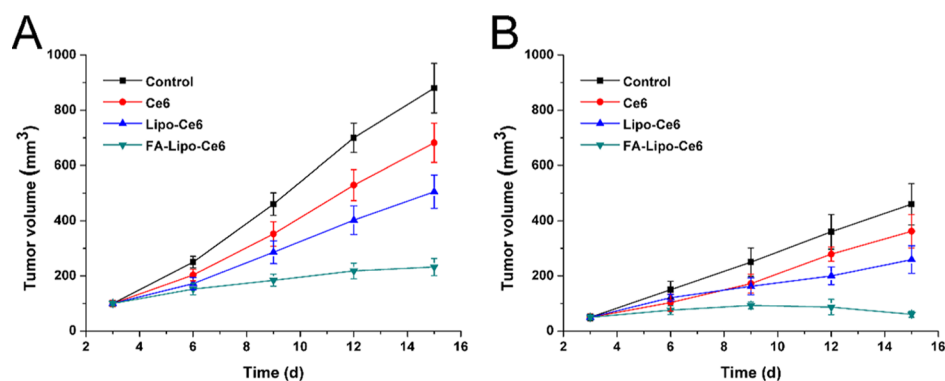 A
1000
800
600
400
200
0
Tumor volume (mm³)
Control
Ce6
Lipo-Ce6
FA-Lipo-Ce6
2 4 6 8 10 12 14 16
Time (d)
B
1000
800
600
400
200
0
Tumor volume (mm³)
Control
Ce6
Lipo-Ce6
FA-Lipo-Ce6
2 4 6 8 10 12 14 16
Time (d)